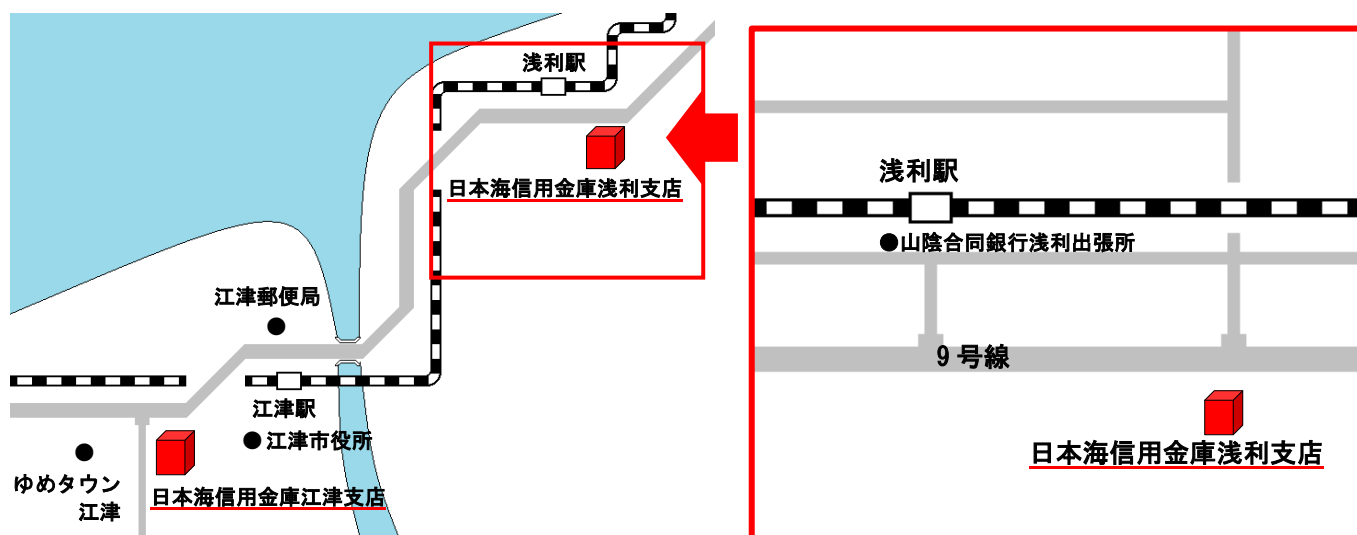 浅利駅
日本海信用金庫浅利支店
江津郵便局
江津駅
●江津市役所
ゆめタウン
江津
日本海信用金庫江津支店
浅利駅
●山陰合同銀行浅利出張所
9号線
日本海信用金庫浅利支店